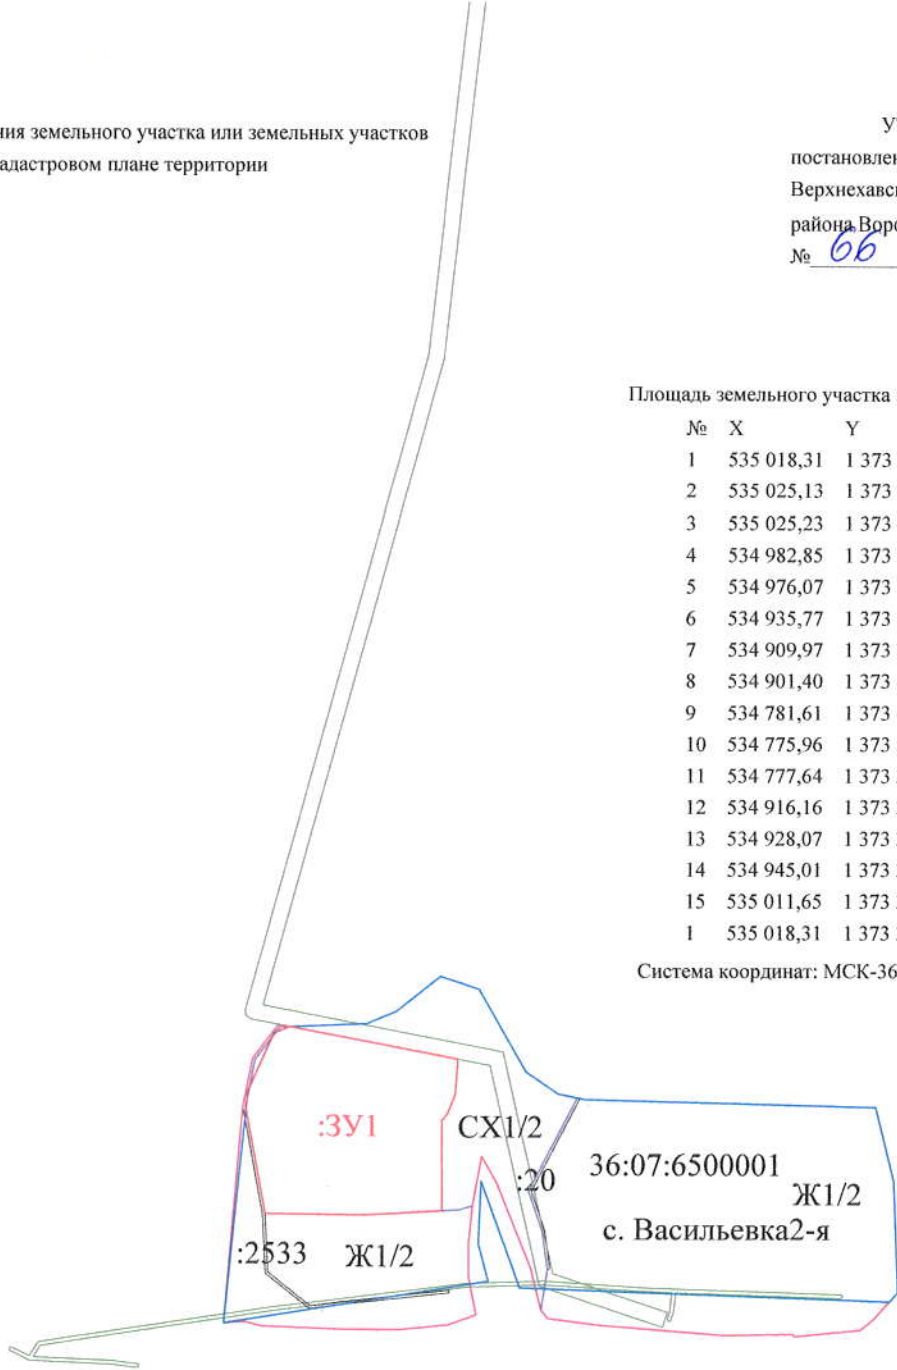 ния земельного участка или земельных участков
адастровом плане территории
У
постановле
Верхнехавс
района Воро
№ 66
Площадь земельного участка
№ X Y
1 535 018,31 1 373
2 535 025,13 1 373
3 535 025,23 1 373
4 534 982,85 1 373
5 534 976,07 1 373
6 534 935,77 1 373
7 534 909,97 1 373
8 534 901,40 1 373
9 534 781,61 1 373
10 534 775,96 1 373
11 534 777,64 1 373
12 534 916,16 1 373
13 534 928,07 1 373
14 534 945,01 1 373
15 535 011,65 1 373
1 535 018,31 1 373
Система координат: МСК-36
:ЗУ1
СХ1/2
:20
36:07:6500001
Ж1/2
с. Васильевка2-я
:2533
Ж1/2